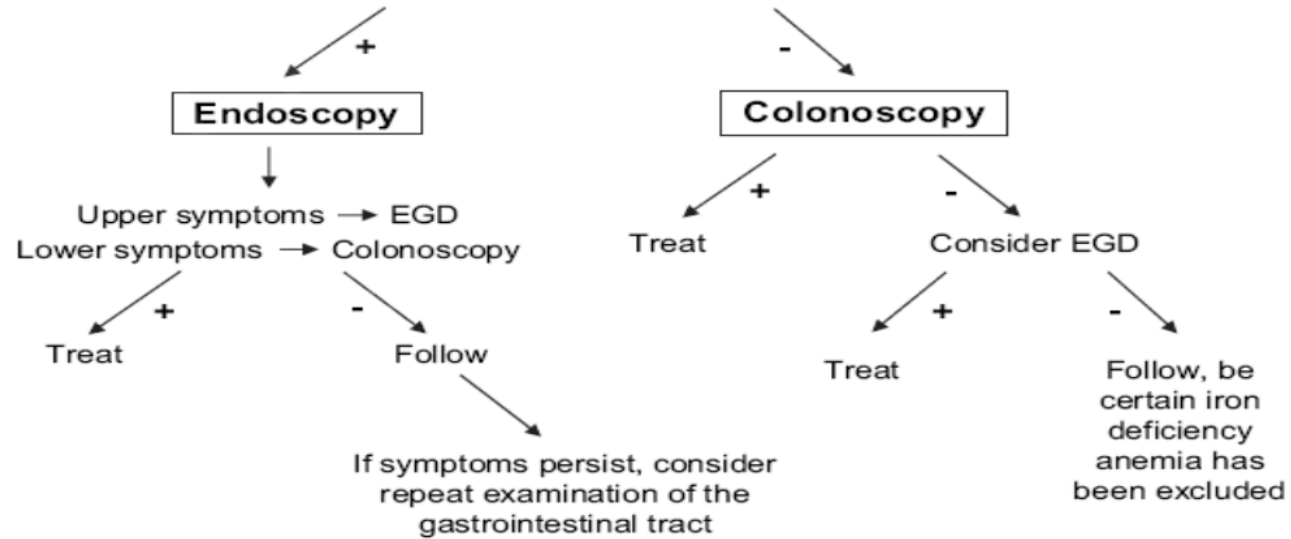 +
-
Endoscopy
Colonoscopy
Upper symptoms → EGD
Lower symptoms → Colonoscopy
+
-
Treat
Follow
If symptoms persist, consider
repeat examination of the
gastrointestinal tract
+
-
Treat
Consider EGD
+
-
Treat
Follow, be
certain iron
deficiency
anemia has
been excluded